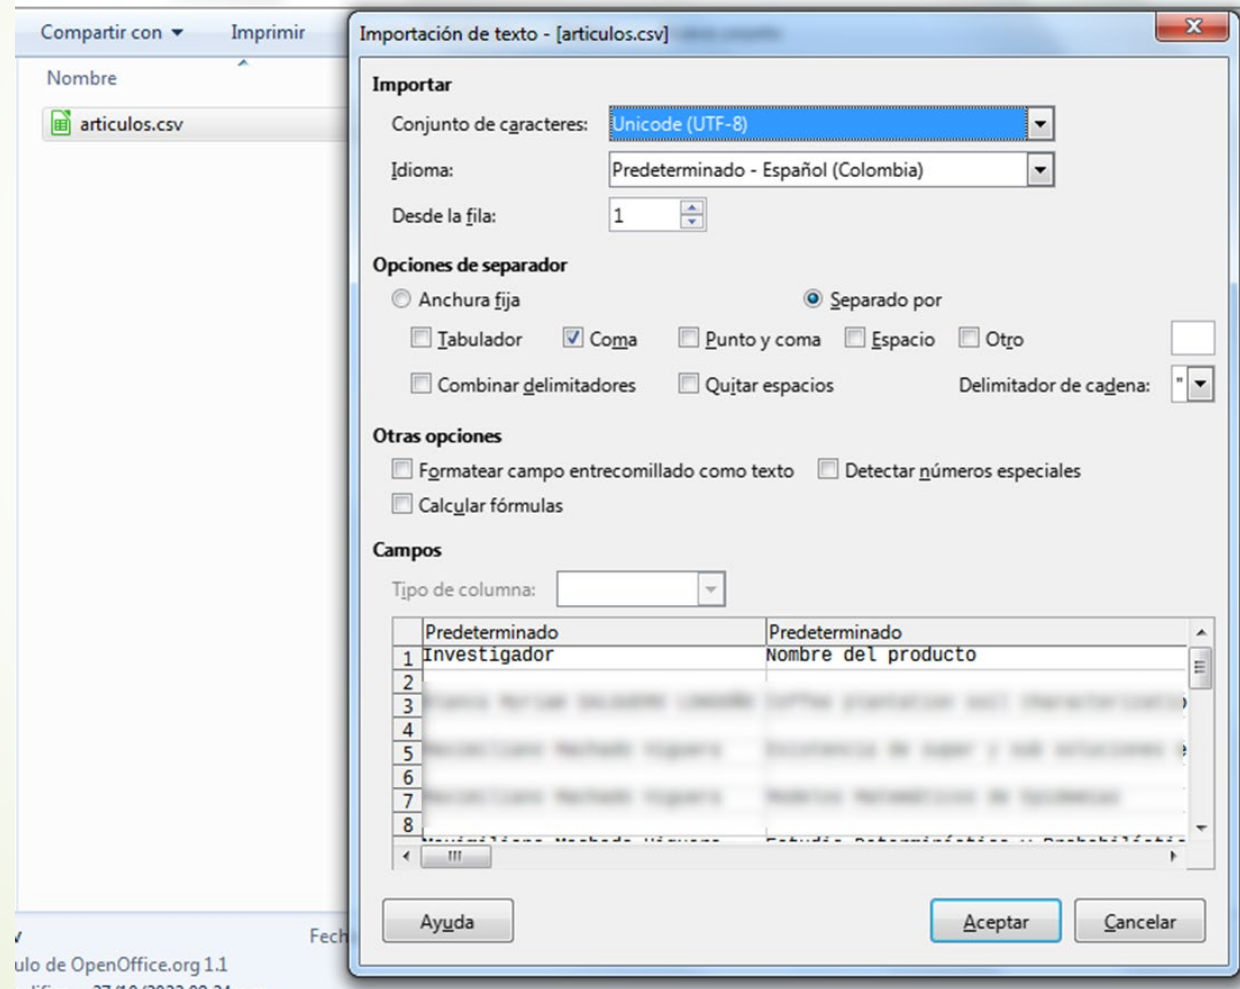 Compartir con Imprimir
Importación de texto - [articulos.csv]
Nombre
articulos.csv
Importar
Conjunto de caracteres: Unicode (UTF-8)
Idioma: Predeterminado - Español (Colombia)
Desde la fila: 1
Opciones de separador
Anchura fija Separado por
Tabulador Coma Punto y coma Espacio Otro
Combinar delimitadores Quitar espacios Delimitador de cadena: "
Otras opciones
Formatear campo entrecomillado como texto Detectar números especiales
Calcular fórmulas
Campos
Tipo de columna:
Predeterminado Predeterminado
1 Investigador Nombre del producto
2
3
4
5
6
7
8
Ayuda Aceptar Cancelar
v Fech
ulo de OpenOffice.org 1.1